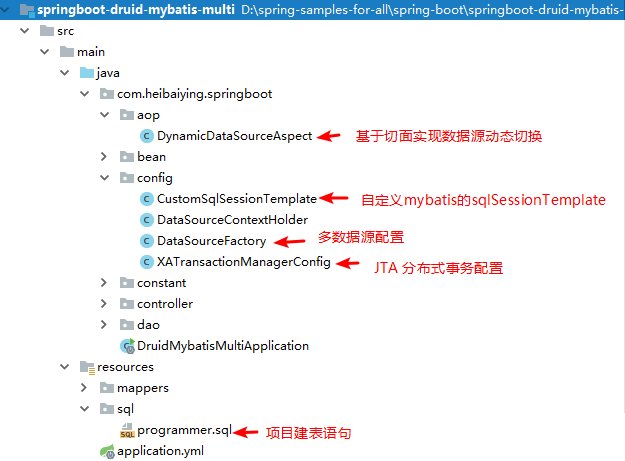 springboot-druid-mybatis-multi D:\spring-samples-for-all\spring-boot\springboot-druid-mybatis-
src
main
java
com.heibaiying.springboot
aop
DynamicDataSourceAspect 基于切面实现数据源动态切换
bean
config
CustomSqlSessionTemplate 自定义mybatis的sqlSessionTemplate
DataSourceContextHolder
DataSourceFactory 多数据源配置
XATransactionManagerConfig JTA 分布式事务配置
constant
controller
dao
DruidMybatisMultiApplication
resources
mappers
sql
programmer.sql 项目建表语句
application.yml